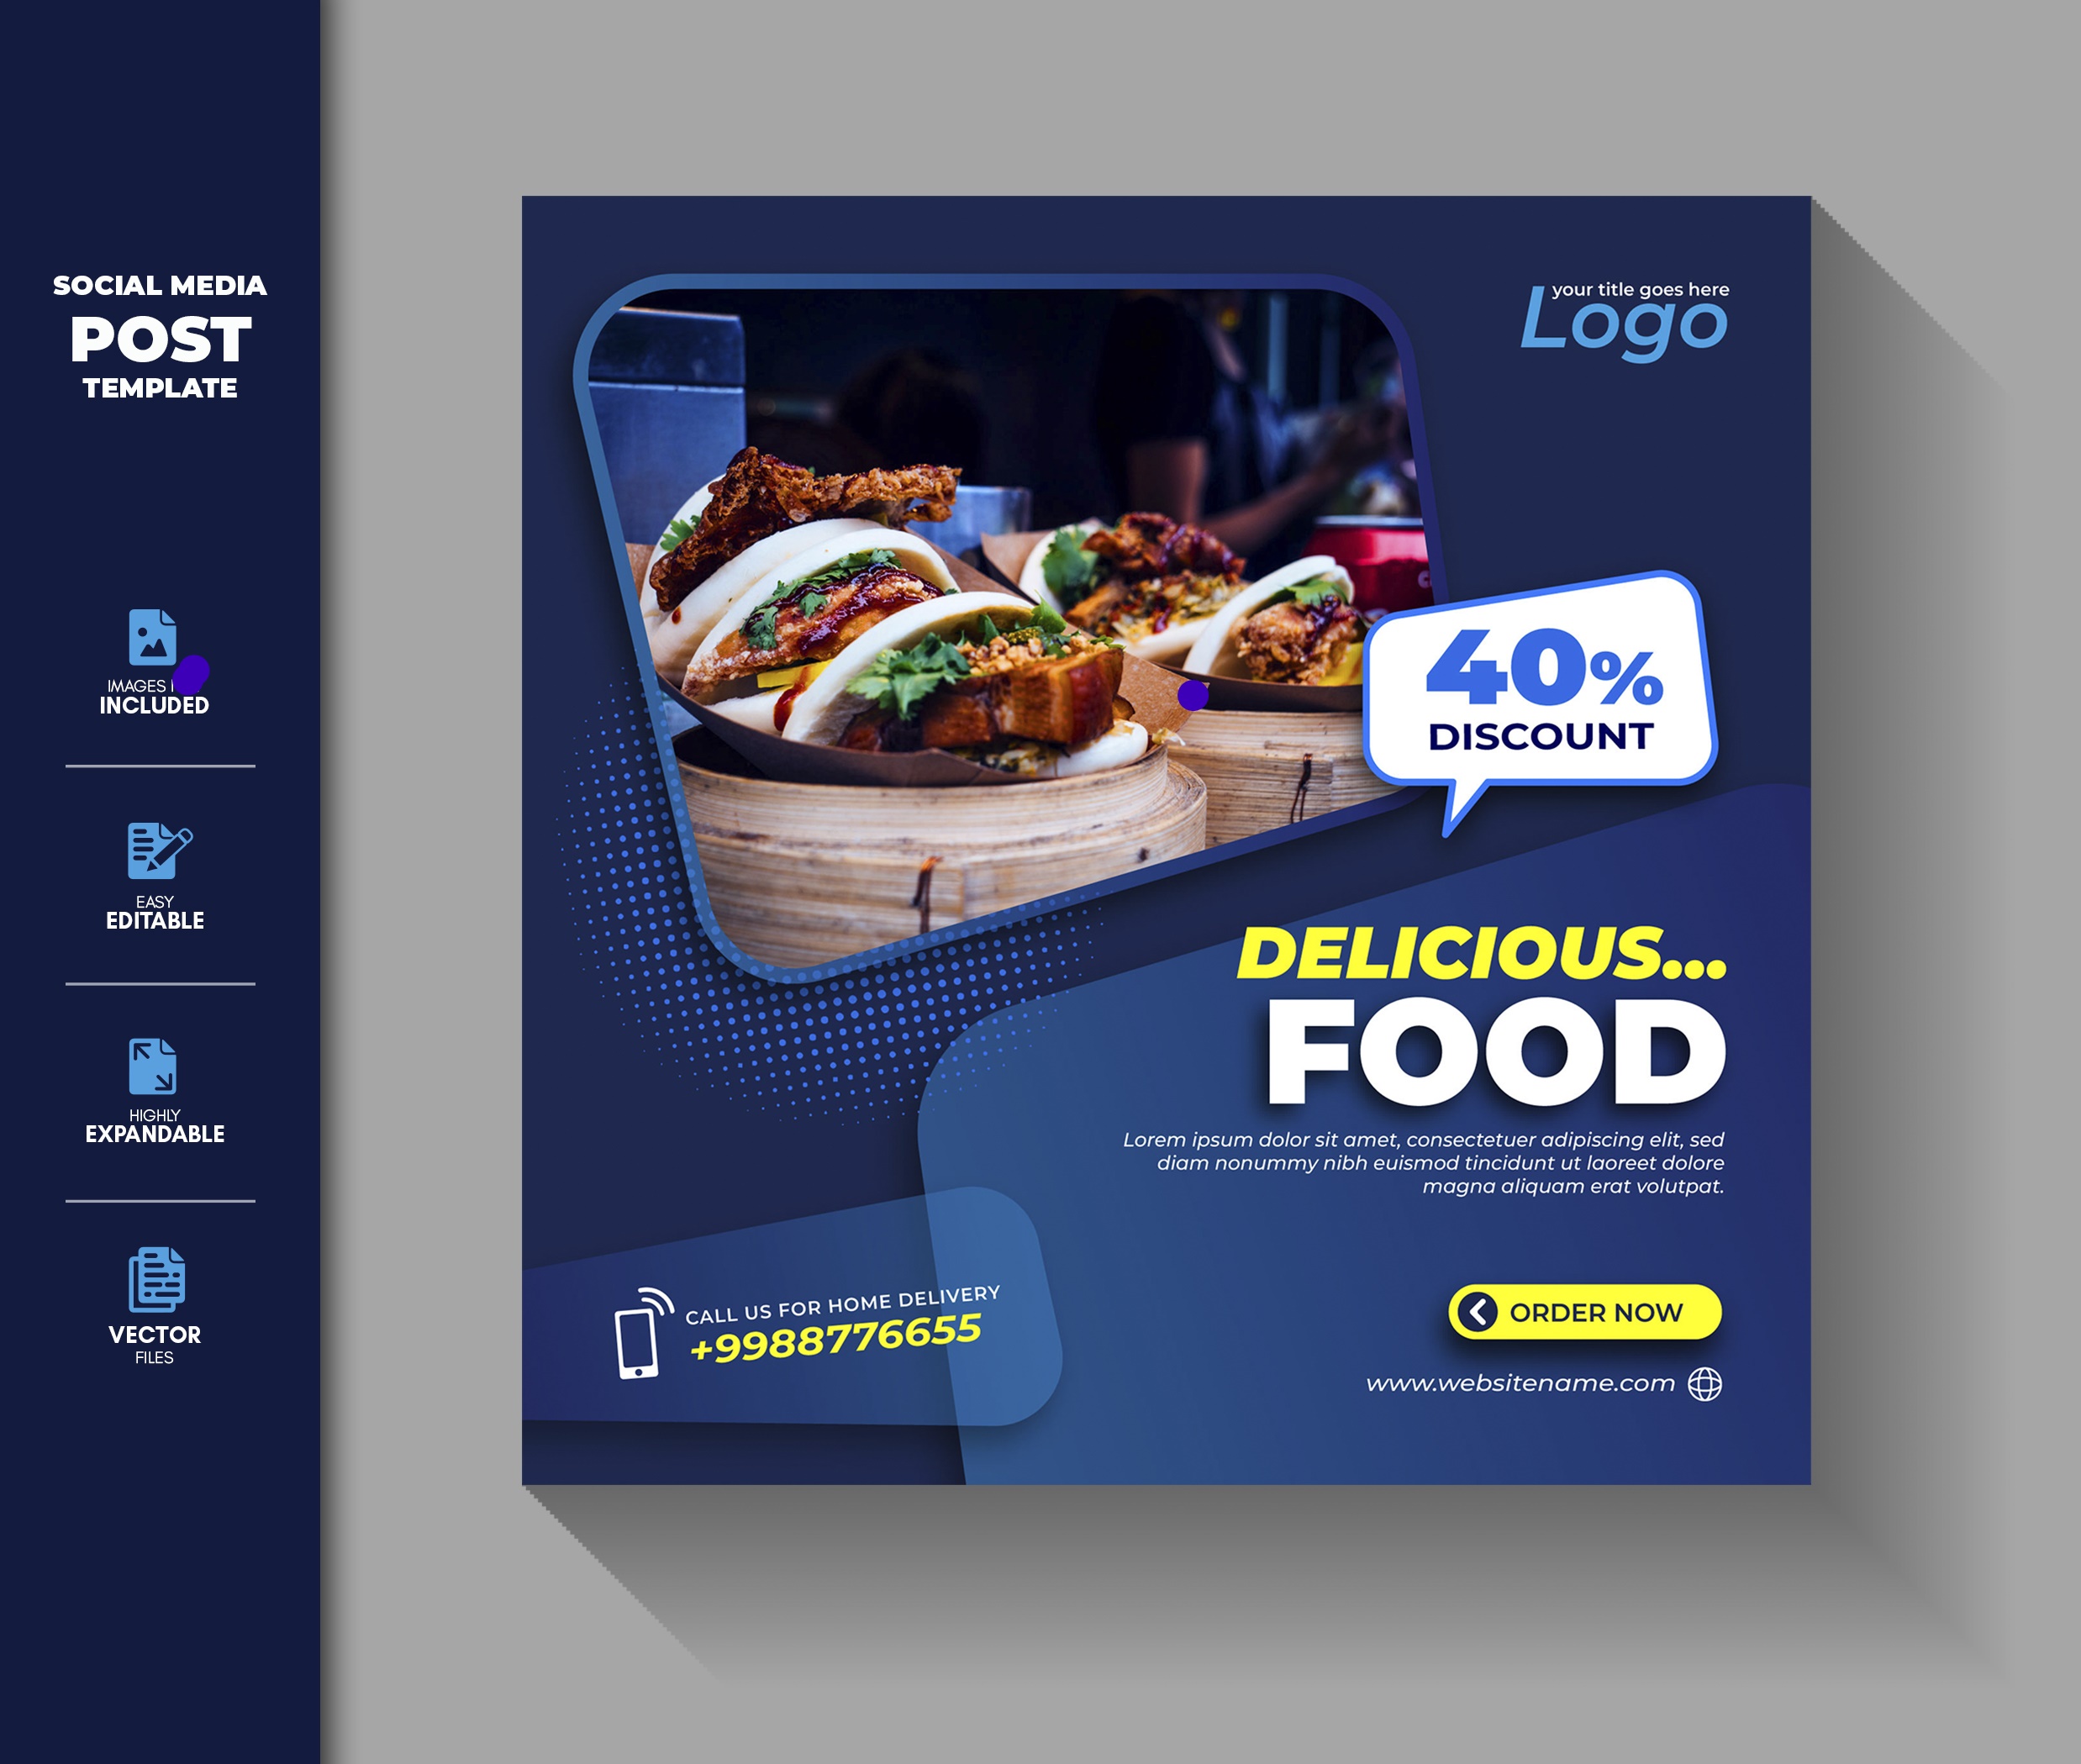 SOCIAL MEDIA
POST
TEMPLATE
IMAGES
INCLUDED
EASY
EDITABLE
HIGHLY
EXPANDABLE
VECTOR
FILES
your title goes here
Logo
40%
DISCOUNT
DELICIOUS...
FOOD
Lorem ipsum dolor sit amet, consectetuer adipiscing elit, sed
diam nonummy nibh euismod tincidunt ut laoreet dolore
magna aliquam erat volutpat.
CALL US FOR HOME DELIVERY
+9988776655
ORDER NOW
www.websitename.com